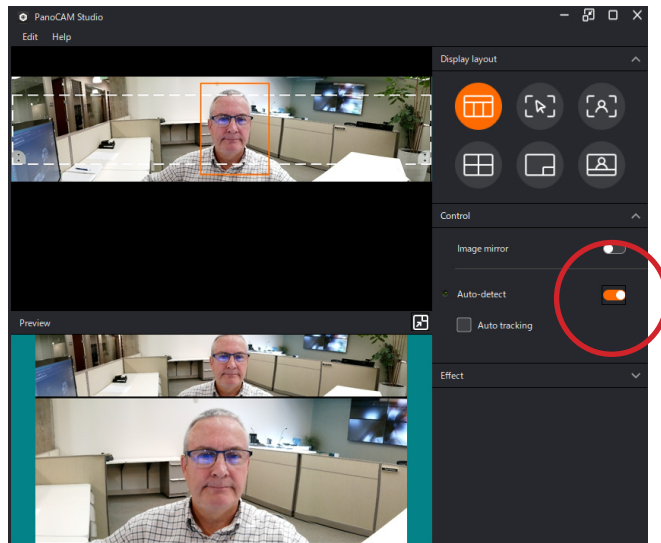 PanoCAM Studio
Edit Help
Display layout
Control
Image mirror
Auto-detect
Auto tracking
Preview
Effect